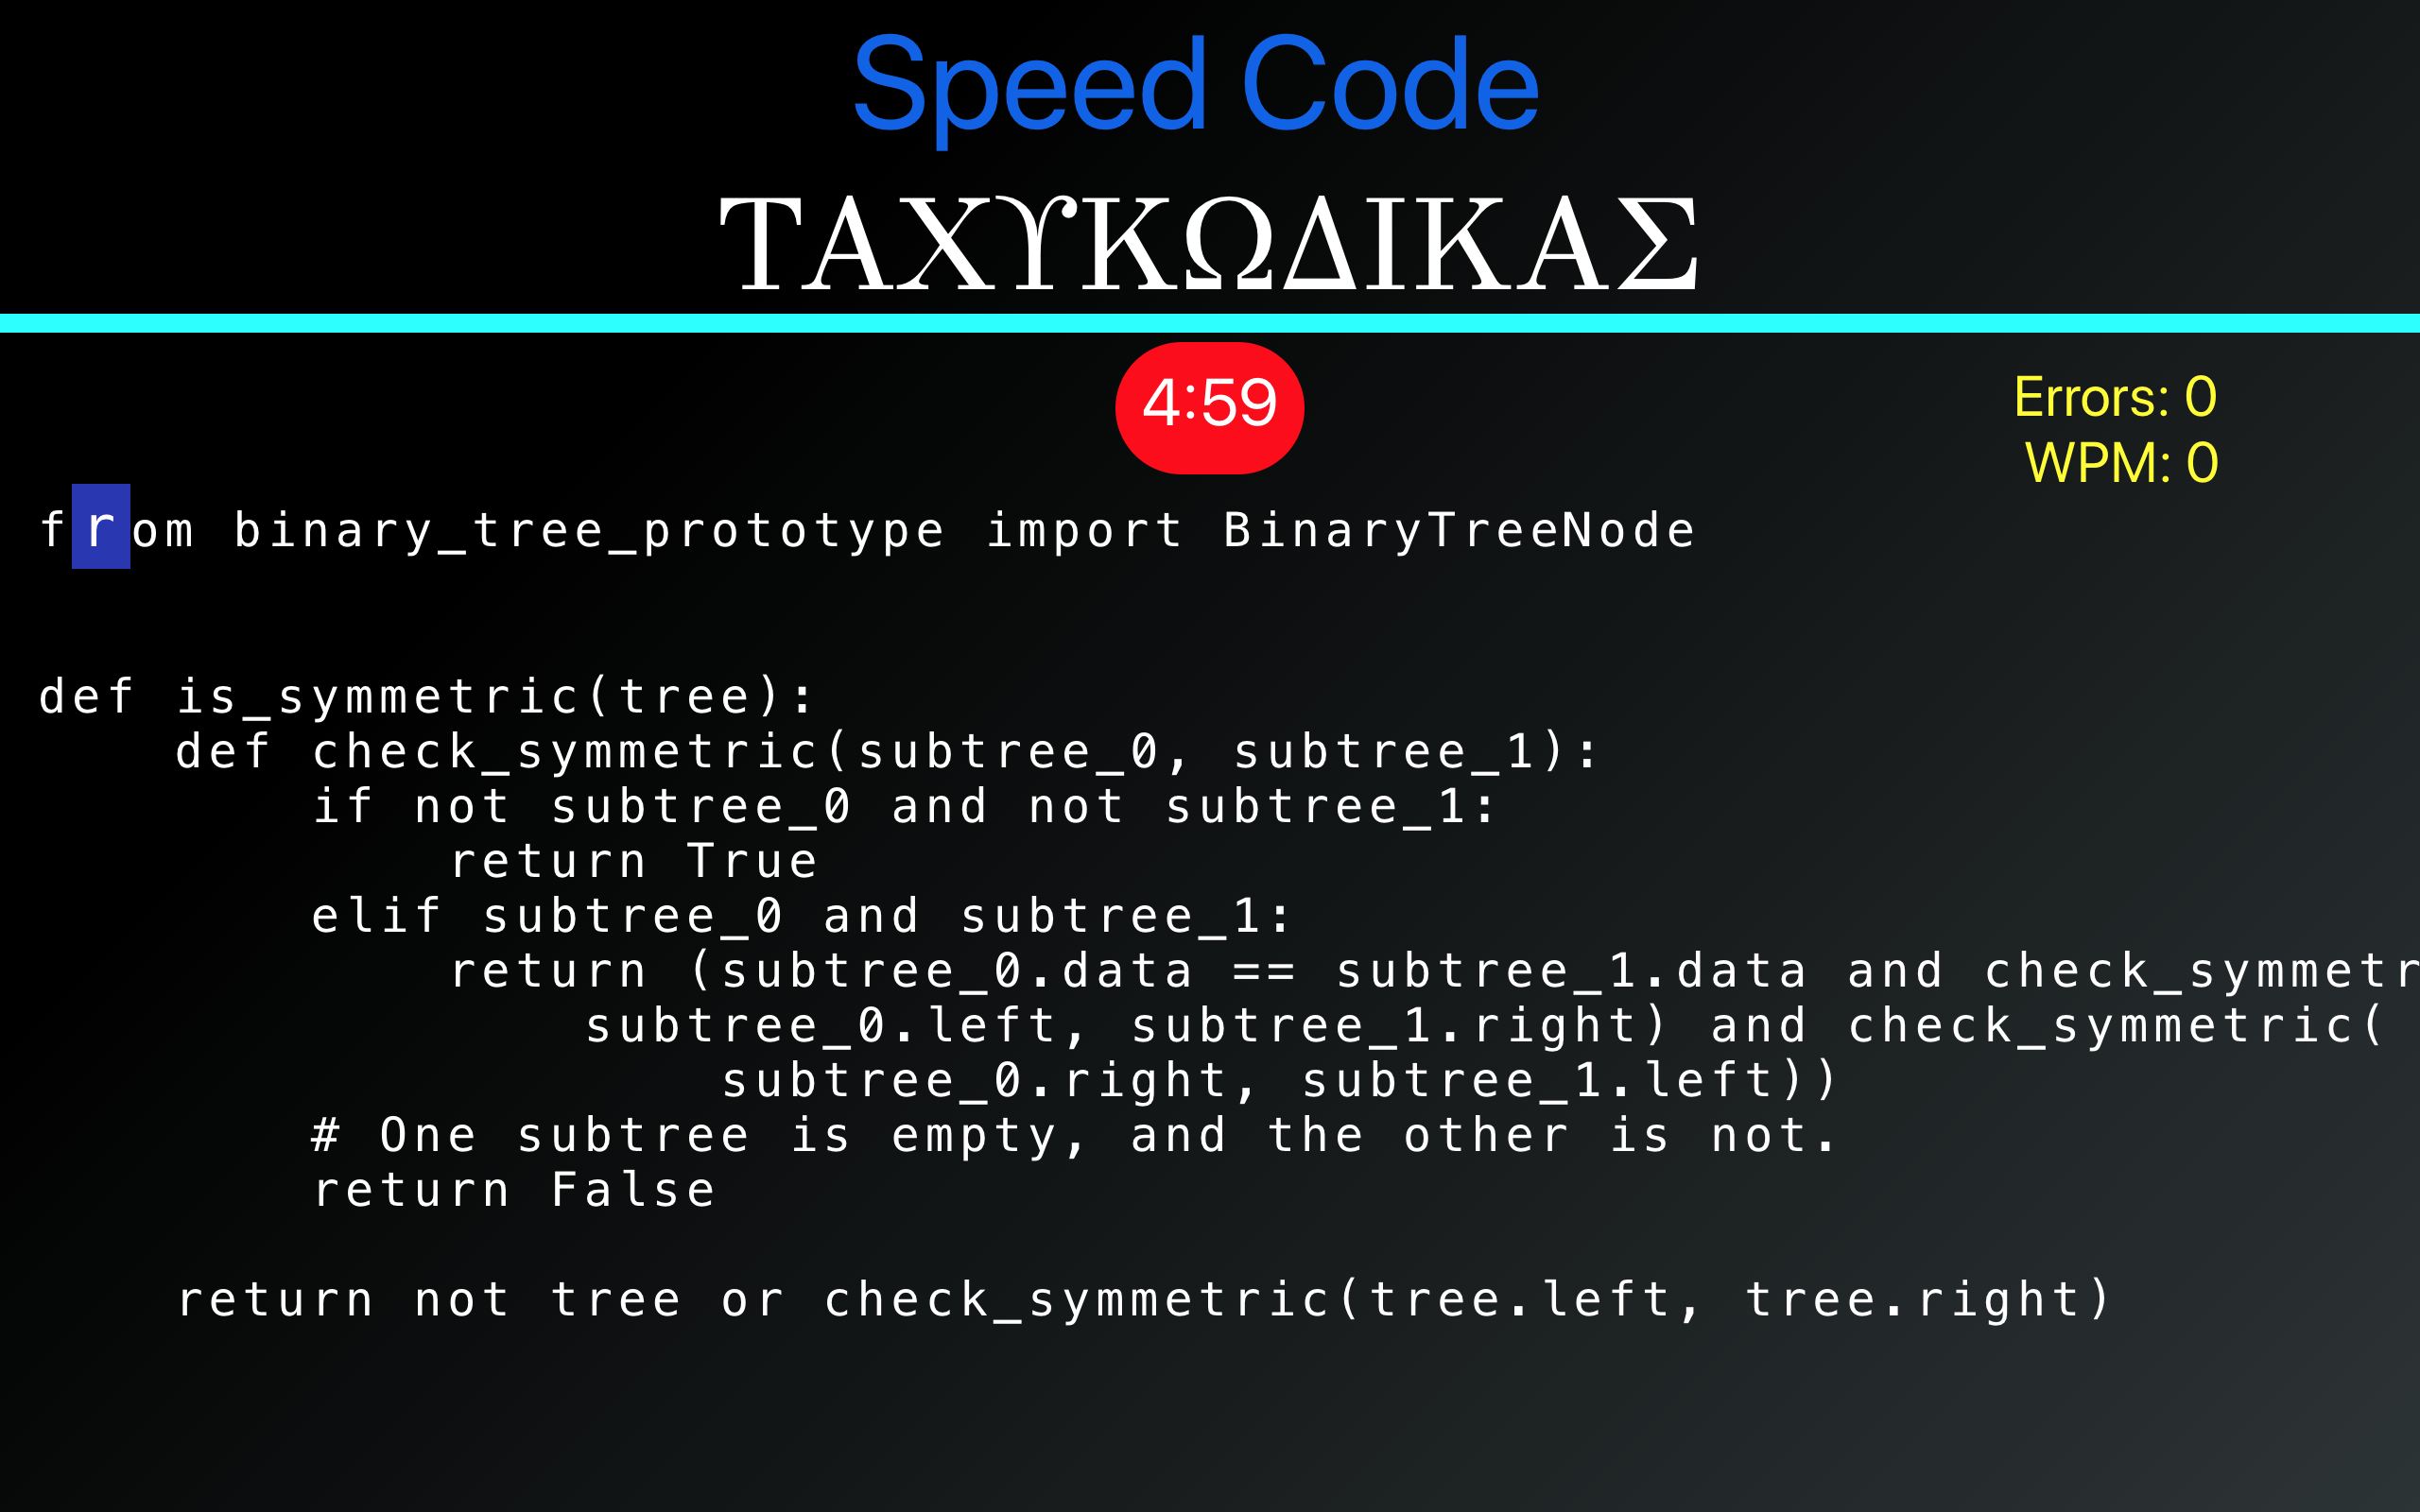 Speed Code
ΤΑΧϒΚΩΔΙΚΑΣ
4:59
Errors: 0
WPM: 0
from binary_tree_prototype import BinaryTreeNode
def is_symmetric(tree):
    def check_symmetric(subtree_0, subtree_1):
        if not subtree_0 and not subtree_1:
            return True
        elif subtree_0 and subtree_1:
            return (subtree_0.data == subtree_1.data and check_symmetr
                subtree_0.left, subtree_1.right) and check_symmetric(
                    subtree_0.right, subtree_1.left))
        # One subtree is empty, and the other is not.
        return False
    return not tree or check_symmetric(tree.left, tree.right)